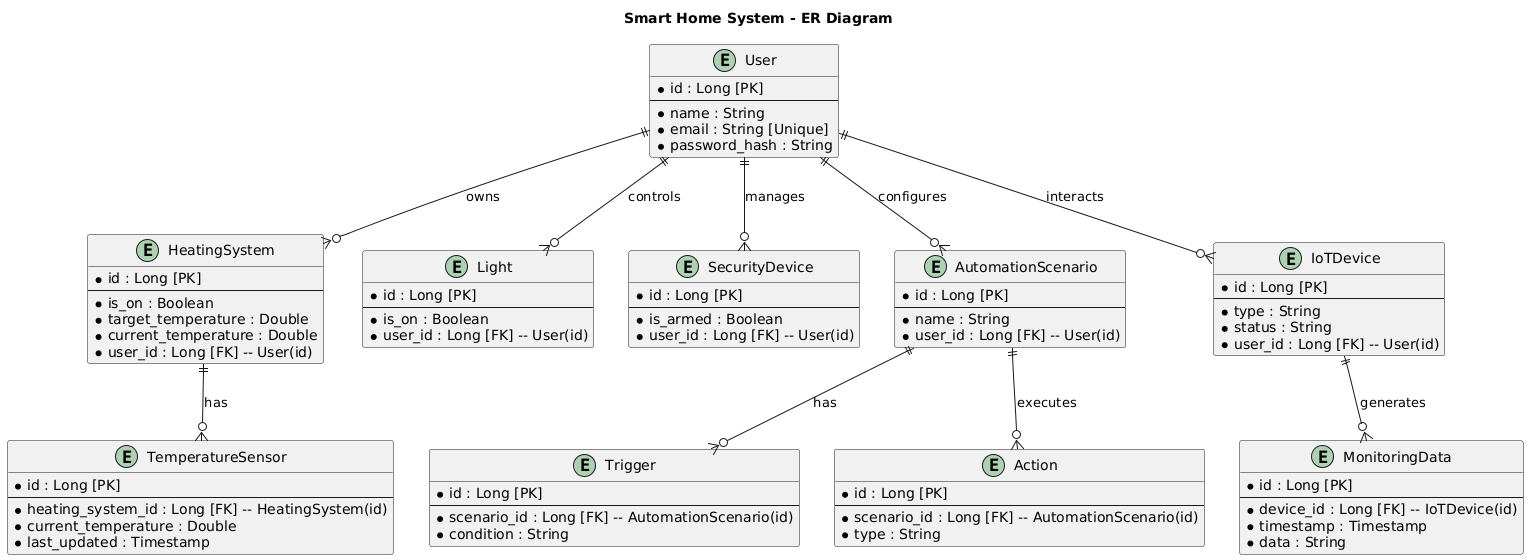 Smart Home System - ER Diagram
E User
id : Long [PK]
name : String
email : String [Unique]
password_hash : String
owns
controls
manages
configures
interacts
E HeatingSystem
id : Long [PK]
is_on : Boolean
target_temperature : Double
current_temperature : Double
user_id : Long [FK] -- User(id)
E Light
id : Long [PK]
is_on : Boolean
user_id : Long [FK] -- User(id)
E SecurityDevice
id : Long [PK]
is_armed : Boolean
user_id : Long [FK] -- User(id)
E AutomationScenario
id : Long [PK]
name : String
user_id : Long [FK] -- User(id)
E IoTDevice
id : Long [PK]
type : String
status : String
user_id : Long [FK] -- User(id)
has
has
executes
generates
E TemperatureSensor
id : Long [PK]
heating_system_id : Long [FK] -- HeatingSystem(id)
current_temperature : Double
last_updated : Timestamp
E Trigger
id : Long [PK]
scenario_id : Long [FK] -- AutomationScenario(id)
condition : String
E Action
id : Long [PK]
scenario_id : Long [FK] -- AutomationScenario(id)
type : String
E MonitoringData
id : Long [PK]
device_id : Long [FK] -- IoTDevice(id)
timestamp : Timestamp
data : String